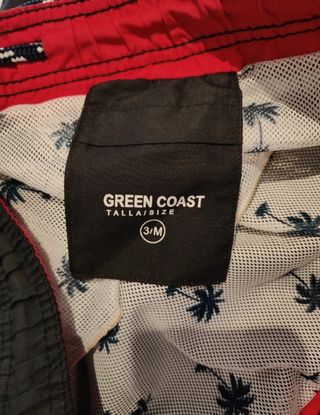 GREEN COAST
TALLA/SIZE
3/M